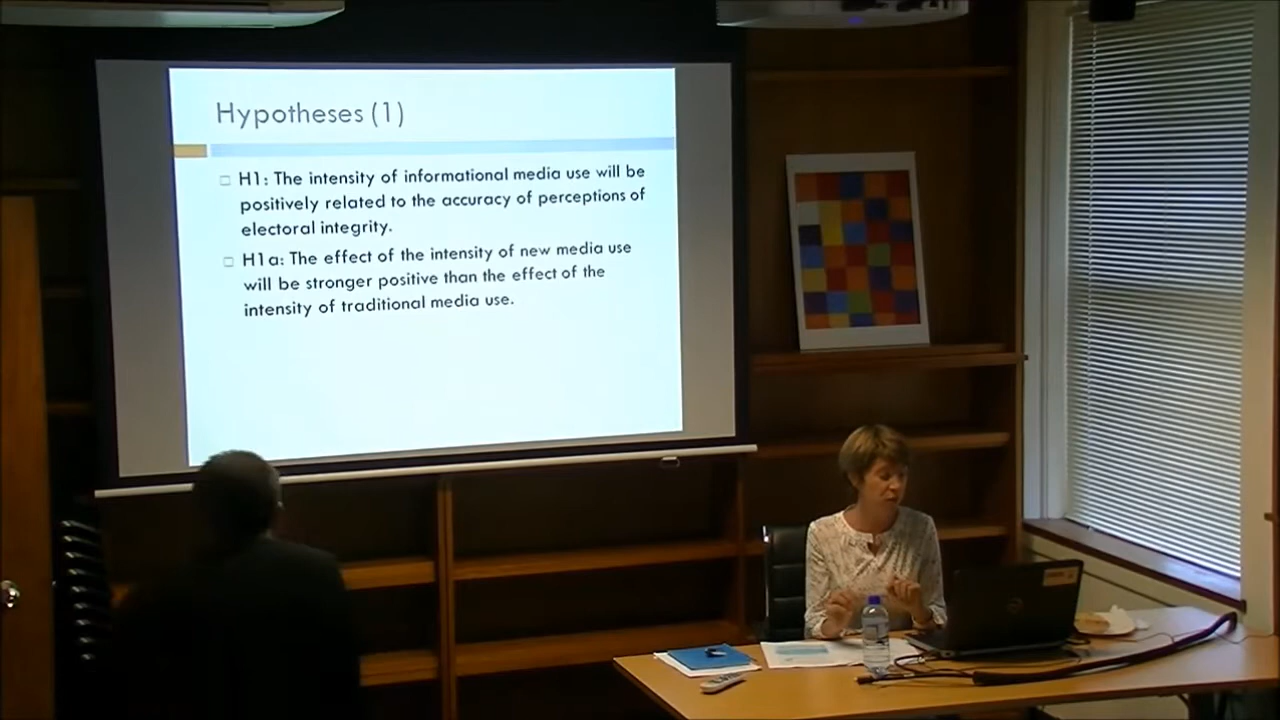 Hypotheses (1)
H1: The intensity of informational media use will be
positively related to the accuracy of perceptions of
electoral integrity.
H1a: The effect of the intensity of new media use
will be stronger positive than the effect of the
intensity of traditional media use.